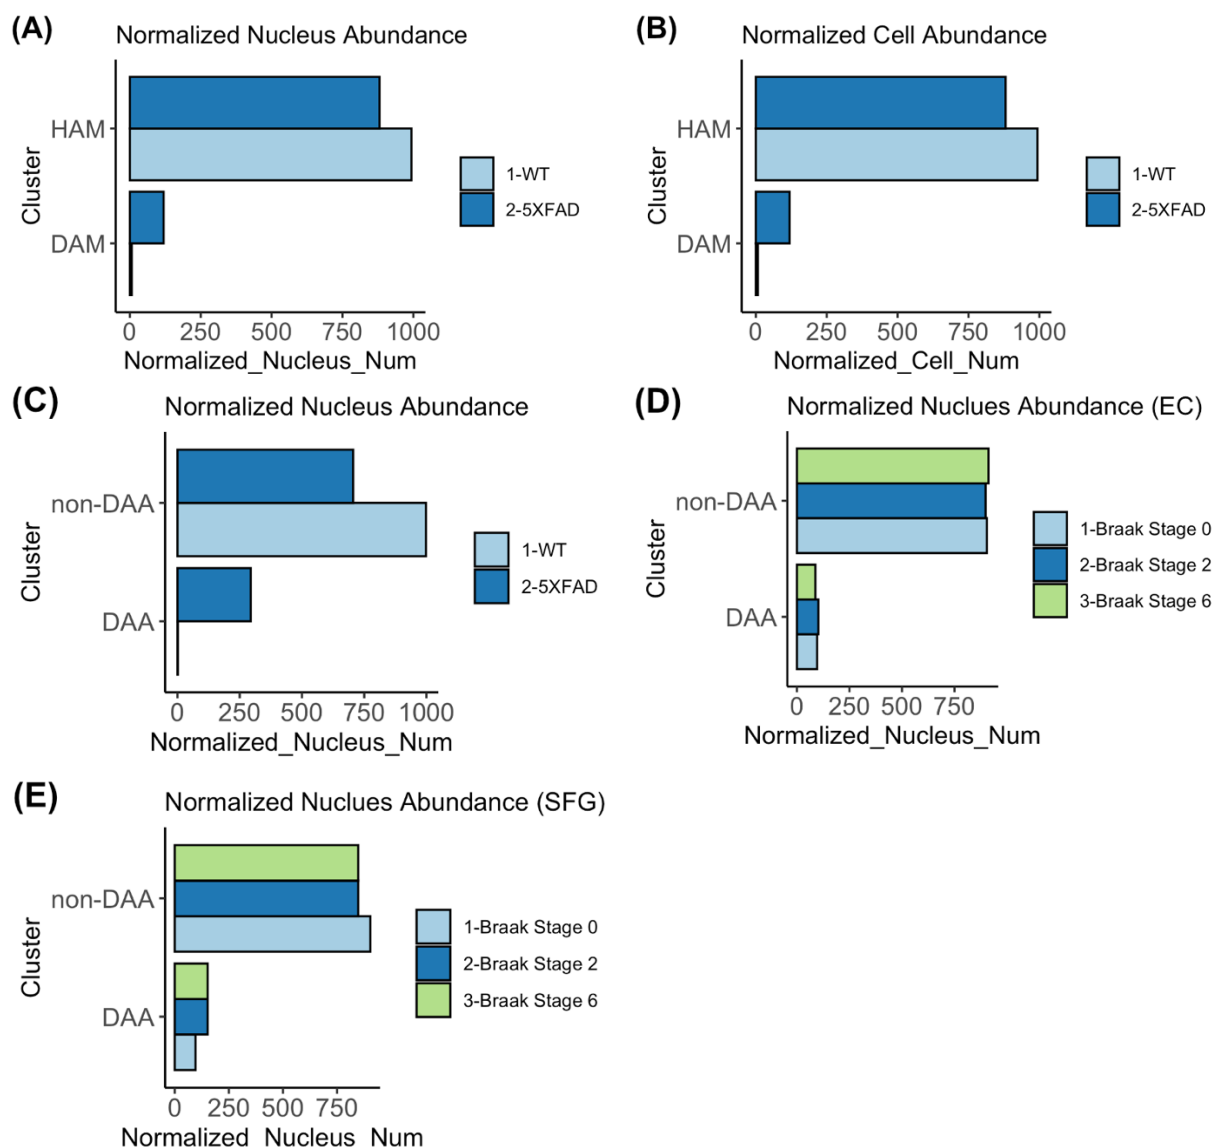 (A)
Normalized Nucleus Abundance
Cluster
HAM
DAM
0 250 500 750 1000
Normalized_Nucleus_Num
1-WT
2-5XFAD
(B)
Normalized Cell Abundance
Cluster
HAM
DAM
0 250 500 750 1000
Normalized_Cell_Num
1-WT
2-5XFAD
(C)
Normalized Nucleus Abundance
Cluster
non-DAA
DAA
0 250 500 750 1000
Normalized_Nucleus_Num
1-WT
2-5XFAD
(D)
Normalized Nuclues Abundance (EC)
Cluster
non-DAA
DAA
0 250 500 750
Normalized_Nucleus_Num
1-Braak Stage 0
2-Braak Stage 2
3-Braak Stage 6
(E)
Normalized Nuclues Abundance (SFG)
Cluster
non-DAA
DAA
0 250 500 750
Normalized_Nucleus_Num
1-Braak Stage 0
2-Braak Stage 2
3-Braak Stage 6